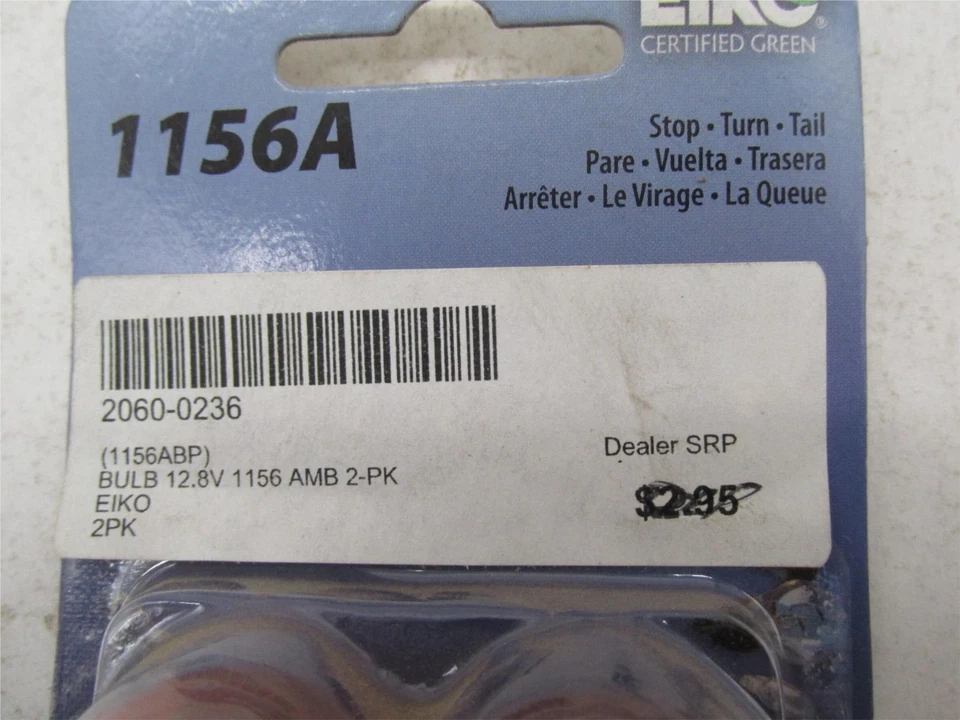 EIKO®
CERTIFIED GREEN
1156A
Stop • Turn • Tail
Pare • Vuelta • Trasera
Arrêter • Le Virage • La Queue
2060-0236
(1156ABP)
BULB 12.8V 1156 AMB 2-PK
EIKO
2PK
Dealer SRP
$2.95